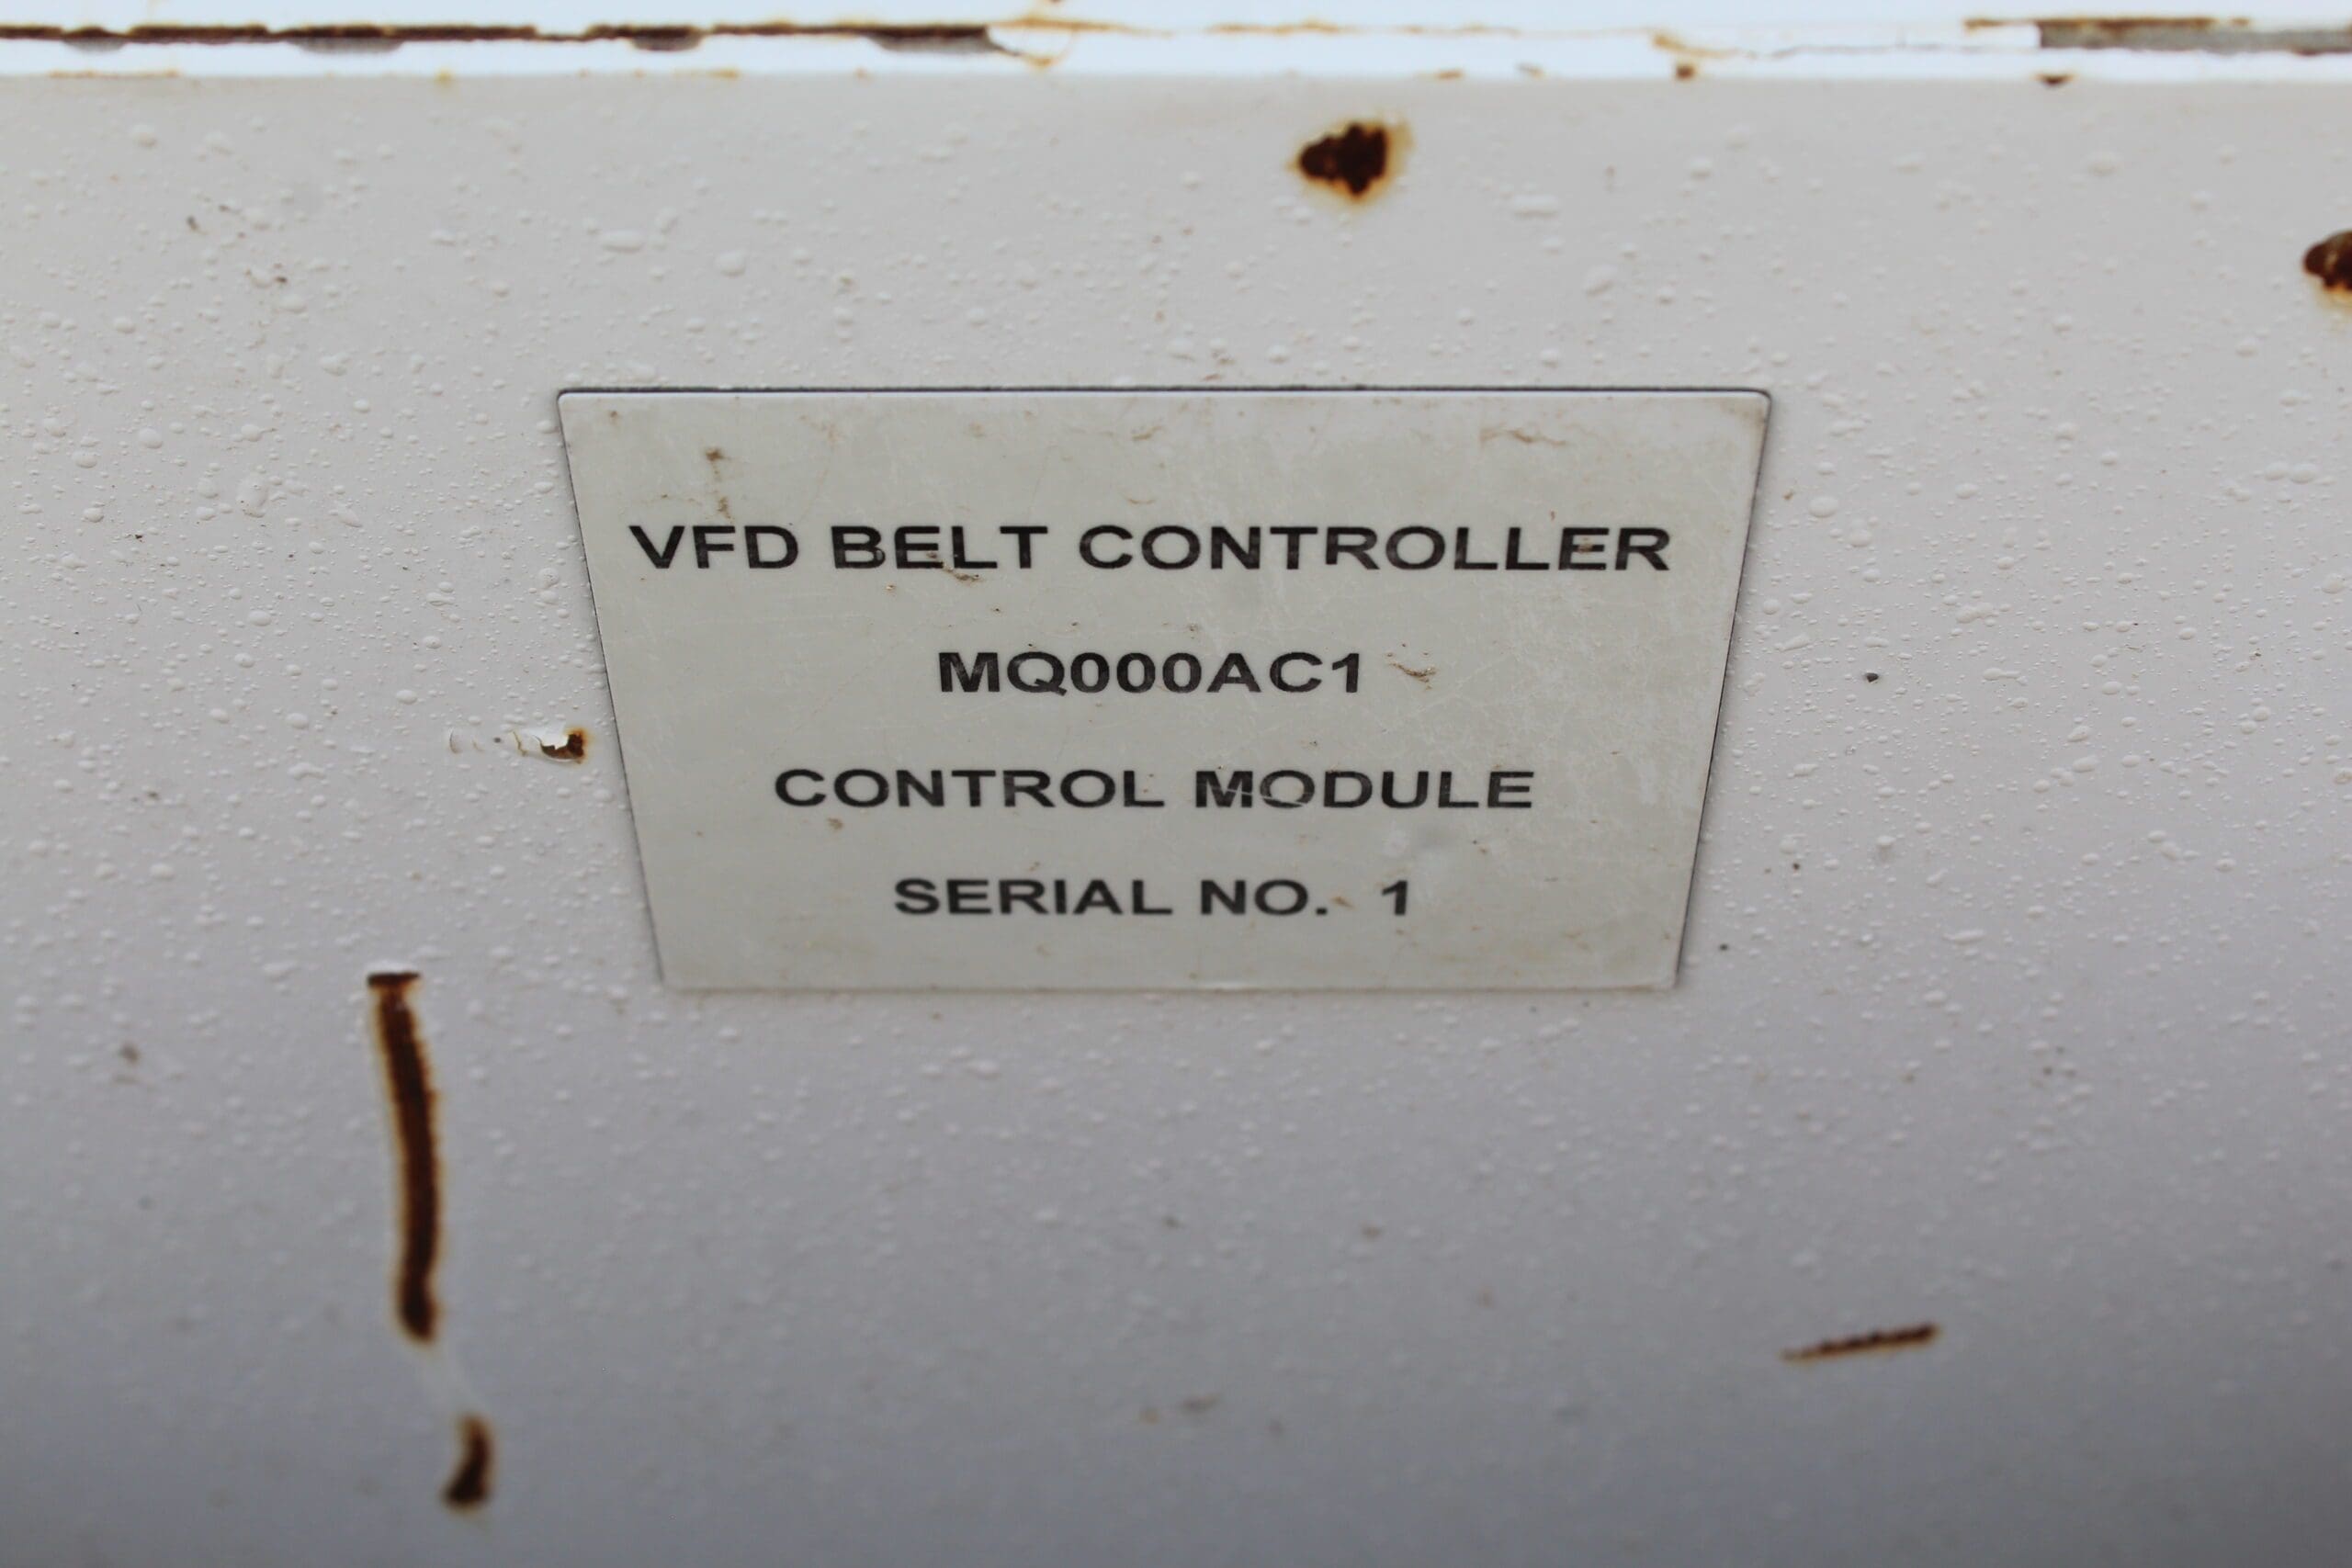 VFD BELT CONTROLLER
MQ000AC1
CONTROL MODULE
SERIAL NO. 1